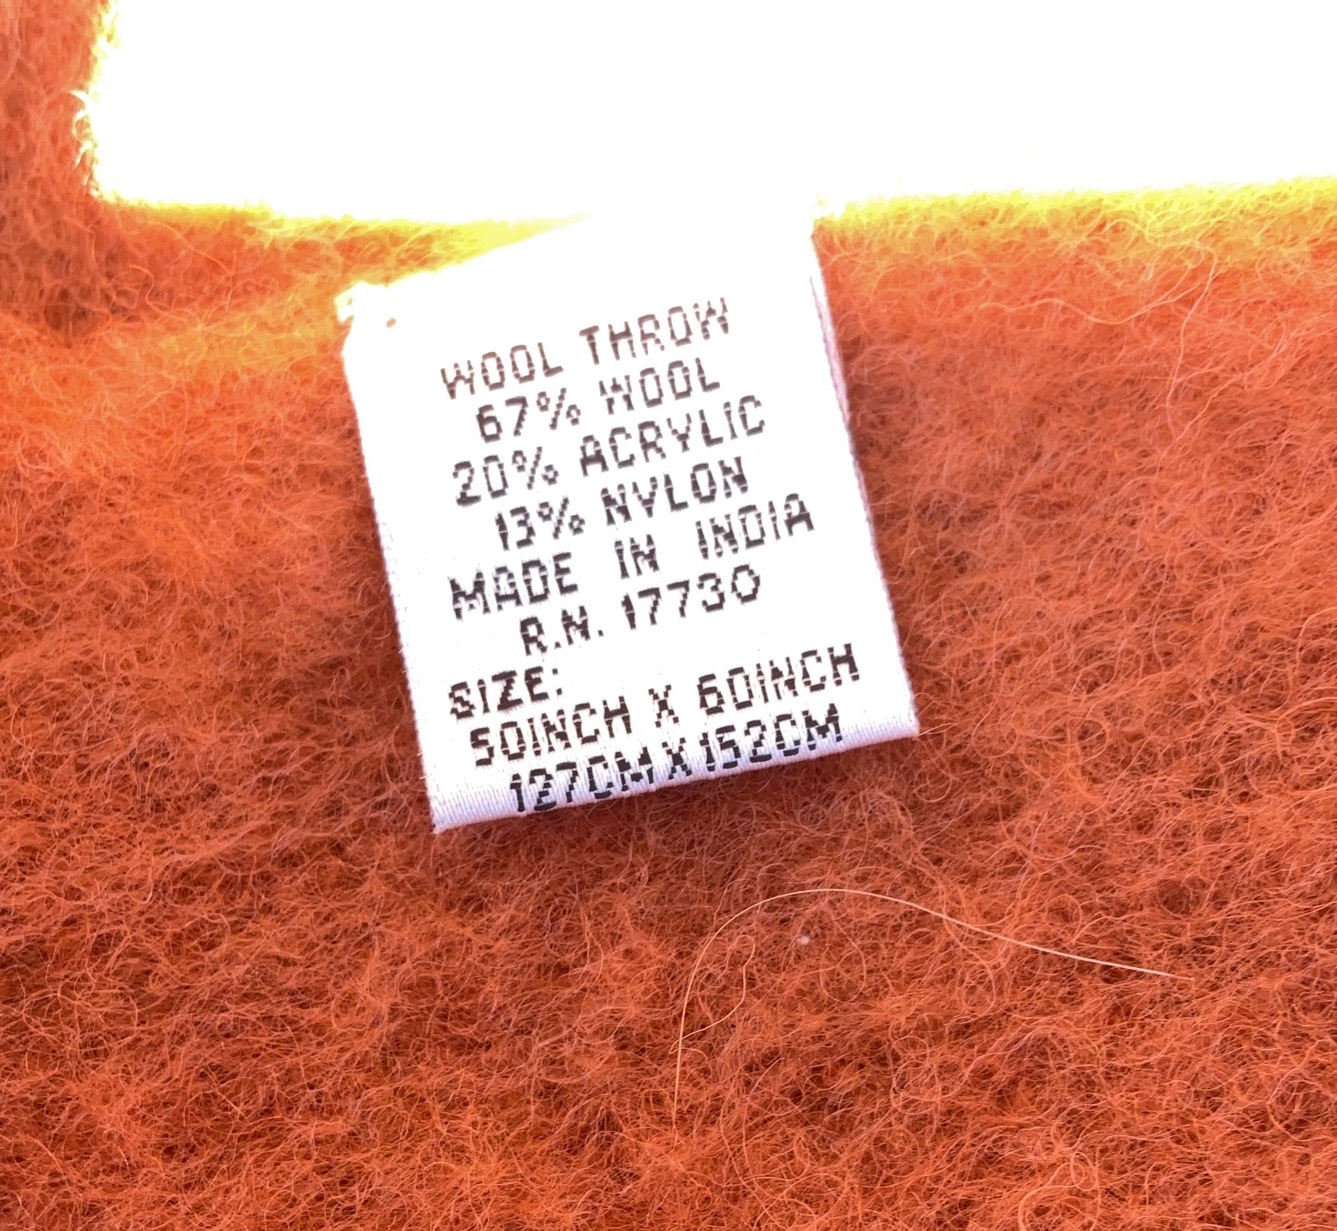 WOOL THROW
67% WOOL
20% ACRYLIC
13% NYLON
MADE IN INDIA
R.N. 17730
SIZE:
50INCH X 60INCH
127CM X 152CM